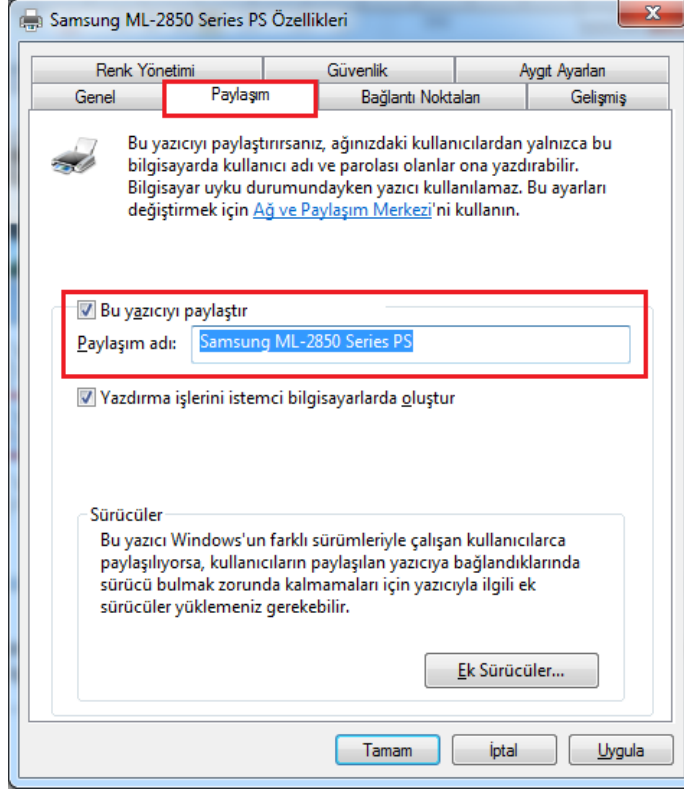 Samsung ML-2850 Series PS Özellikleri
Renk Yönetimi
Güvenlik
Aygıt Ayarları
Genel
Paylaşım
Bağlantı Noktaları
Gelişmiş
Bu yazıcıyı paylaştırırsanız, ağınızdaki kullanıcılardan yalnızca bu
bilgisayarda kullanıcı adı ve parolası olanlar ona yazdırabilir.
Bilgisayar uyku durumundayken yazıcı kullanılamaz. Bu ayarları
değiştirmek için Ağ ve Paylaşım Merkezi'ni kullanın.
Bu yazıcıyı paylaştır
Paylaşım adı: Samsung ML-2850 Series PS
Yazdırma işlerini istemci bilgisayarlarda oluştur
Sürücüler
Bu yazıcı Windows'un farklı sürümleriyle çalışan kullanıcılarca
paylaşılıyorsa, kullanıcıların paylaşılan yazıcıya bağlandıklarında
sürücü bulmak zorunda kalmamaları için yazıcıyla ilgili ek
sürücüler yüklemeniz gerekebilir.
Ek Sürücüler...
Tamam
İptal
Uygula